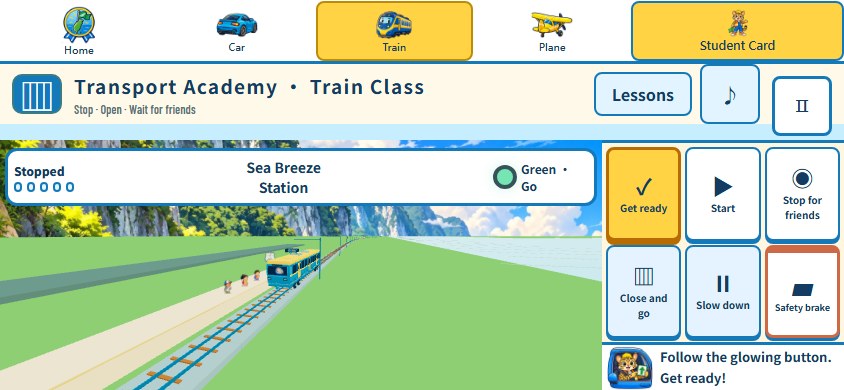 Home
Car
Train
Plane
Student Card
Transport Academy • Train Class
Stop · Open · Wait for friends
Lessons
Stopped
Sea Breeze
Station
Green •
Go
Get ready
Start
Stop for
friends
Close and
go
Slow down
Safety brake
Follow the glowing button.
Get ready!